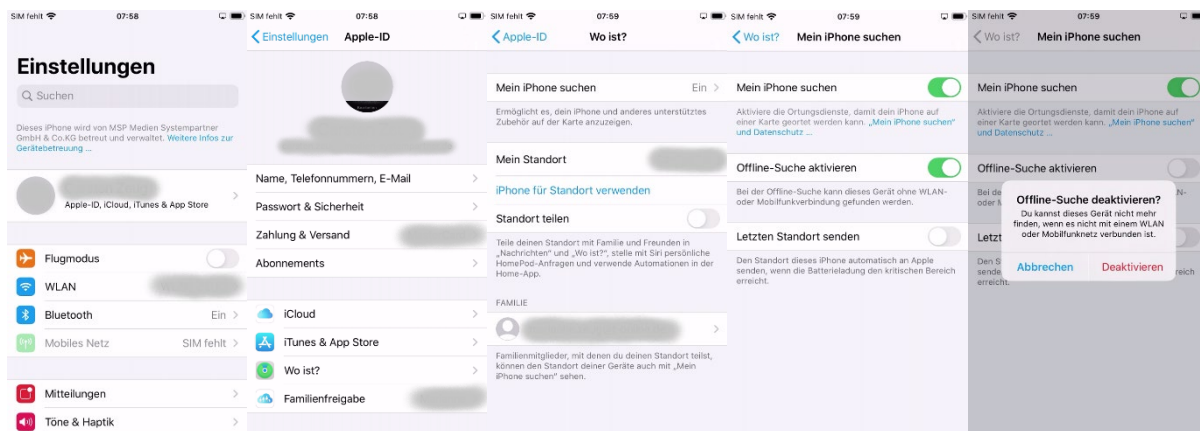 SIM fehlt 07:58
Einstellungen
Suchen
Dieses iPhone wird von MSP Medien Systempartner
GmbH & Co.KG betreut und verwaltet. Weitere Infos zur
Gerätebetreuung ...
Apple-ID, iCloud, iTunes & App Store
Flugmodus
WLAN
Bluetooth Ein
Mobiles Netz SIM fehlt
Mitteilungen
Töne & Haptik
SIM fehlt 07:58
Einstellungen Apple-ID
Name, Telefonnummern, E-Mail
Passwort & Sicherheit
Zahlung & Versand
Abonnements
iCloud
iTunes & App Store
Wo ist?
Familienfreigabe
SIM fehlt 07:59
Apple-ID Wo ist?
Mein iPhone suchen Ein
Ermöglicht es, dein iPhone und anderes unterstütztes
Zubehör auf der Karte anzuzeigen.
Mein Standort
iPhone für Standort verwenden
Standort teilen
Teile deinen Standort mit Familie und Freunden in
„Nachrichten" und „Wo ist?", stelle mit Siri persönliche
HomePod-Anfragen und verwende Automationen in der
Home-App.
FAMILIE
Familienmitglieder, mit denen du deinen Standort teilst,
können den Standort deiner Geräte auch mit „Mein
iPhone suchen" sehen.
SIM fehlt 07:59
Wo ist? Mein iPhone suchen
Mein iPhone suchen
Aktiviere die Ortungsdienste, damit dein iPhone auf
einer Karte geortet werden kann. „Mein iPhone suchen"
und Datenschutz ...
Offline-Suche aktivieren
Bei der Offline-Suche kann dieses Gerät ohne WLAN-
oder Mobilfunkverbindung gefunden werden.
Letzten Standort senden
Den Standort dieses iPhone automatisch an Apple
senden, wenn die Batterieladung den kritischen Bereich
erreicht.
SIM fehlt 07:59
Wo ist? Mein iPhone suchen
Mein iPhone suchen
Aktiviere die Ortungsdienste, damit dein iPhone auf
einer Karte geortet werden kann. „Mein iPhone suchen"
und Datenschutz ...
Offline-Suche aktivieren
Offline-Suche deaktivieren?
Du kannst dieses Gerät nicht mehr
finden, wenn es nicht mit einem WLAN
oder Mobilfunknetz verbunden ist.
Abbrechen Deaktivieren
erreicht.